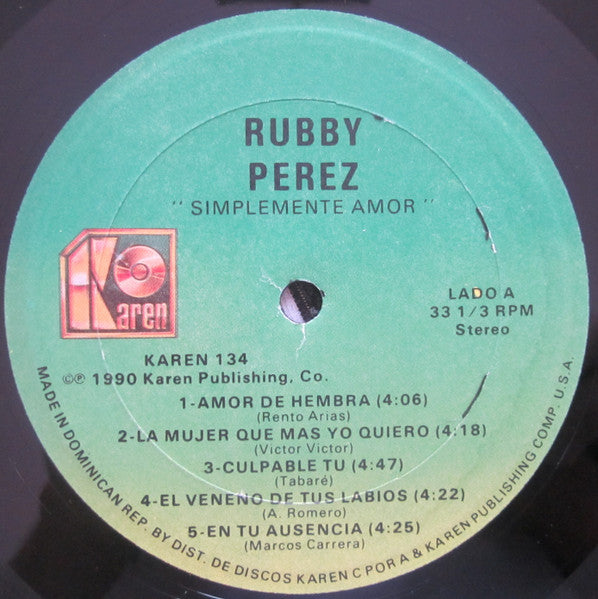 RUBBY
PEREZ
"SIMPLEMENTE AMOR"
Karen
LADO A
33 1/3 RPM
Stereo
KAREN 134
©℗ 1990 Karen Publishing, Co.
1-AMOR DE HEMBRA (4:06)
(Rento Arias)
2-LA MUJER QUE MAS YO QUIERO (4:18)
(Victor Victor)
3-CULPABLE TU (4:47)
(Tabaré)
4-EL VENENO DE TUS LABIOS (4:22)
(A. Romero)
5-EN TU AUSENCIA (4:25)
(Marcos Carrera)
MADE IN DOMINICAN REP. BY DIST. DE DISCOS KAREN C POR A & KAREN PUBLISHING COMP. U.S.A.